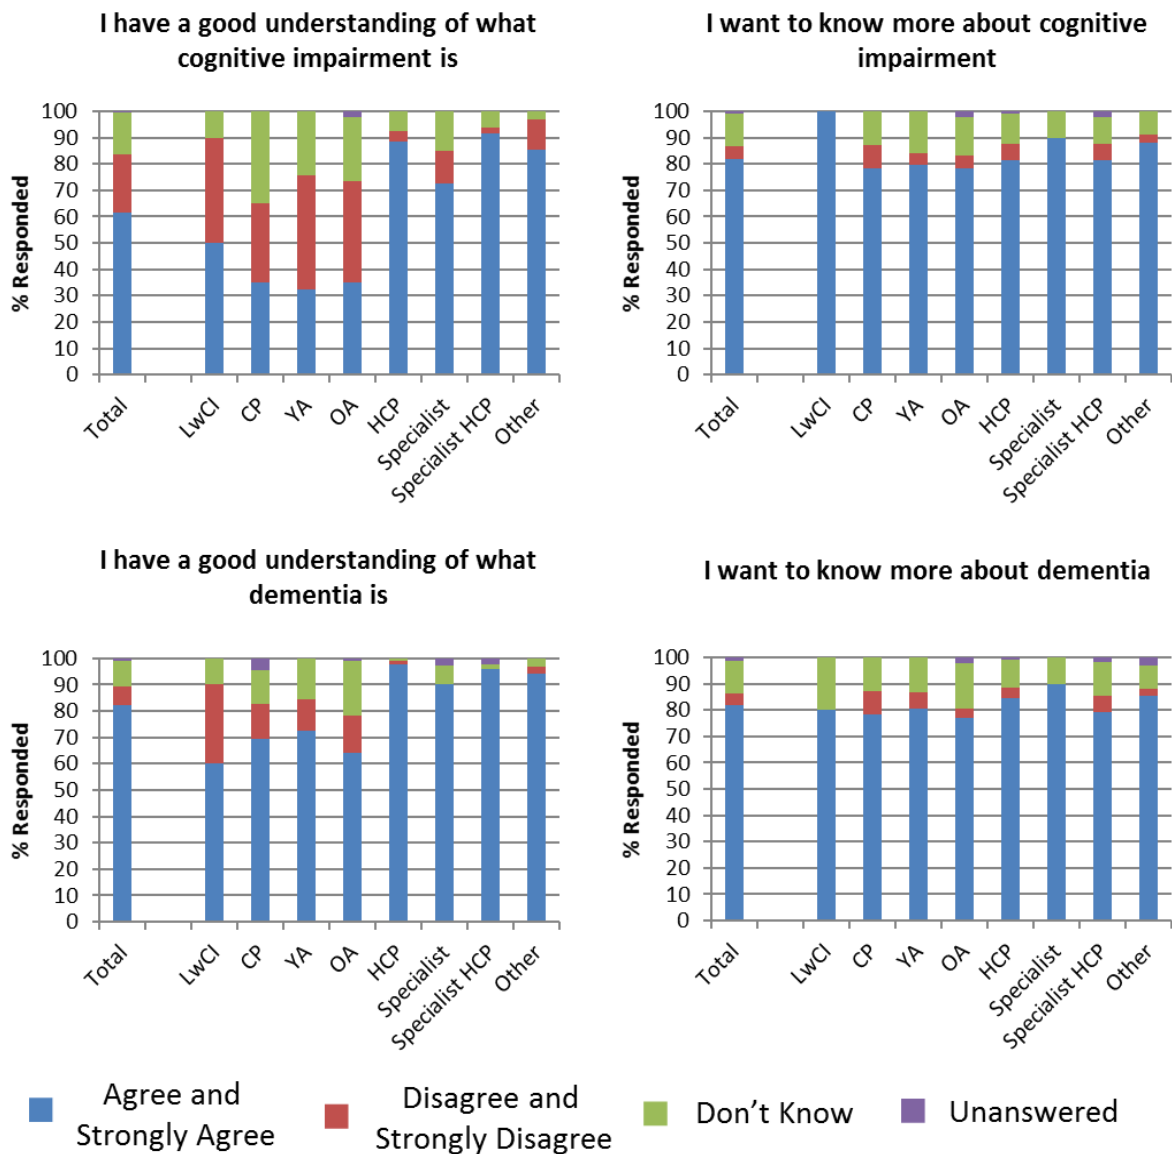 I have a good understanding of what
cognitive impairment is
% Responded
100
90
80
70
60
50
40
30
20
10
0
Total
LwCI
CP
YA
OA
HCP
Specialist
Specialist HCP
Other
I want to know more about cognitive
impairment
% Responded
100
90
80
70
60
50
40
30
20
10
0
Total
LwCI
CP
YA
OA
HCP
Specialist
Specialist HCP
Other
I have a good understanding of what
dementia is
% Responded
100
90
80
70
60
50
40
30
20
10
0
Total
LwCI
CP
YA
OA
HCP
Specialist
Specialist HCP
Other
I want to know more about dementia
% Responded
100
90
80
70
60
50
40
30
20
10
0
Total
LwCI
CP
YA
OA
HCP
Specialist
Specialist HCP
Other
Agree and
Strongly Agree
Disagree and
Strongly Disagree
Don't Know
Unanswered